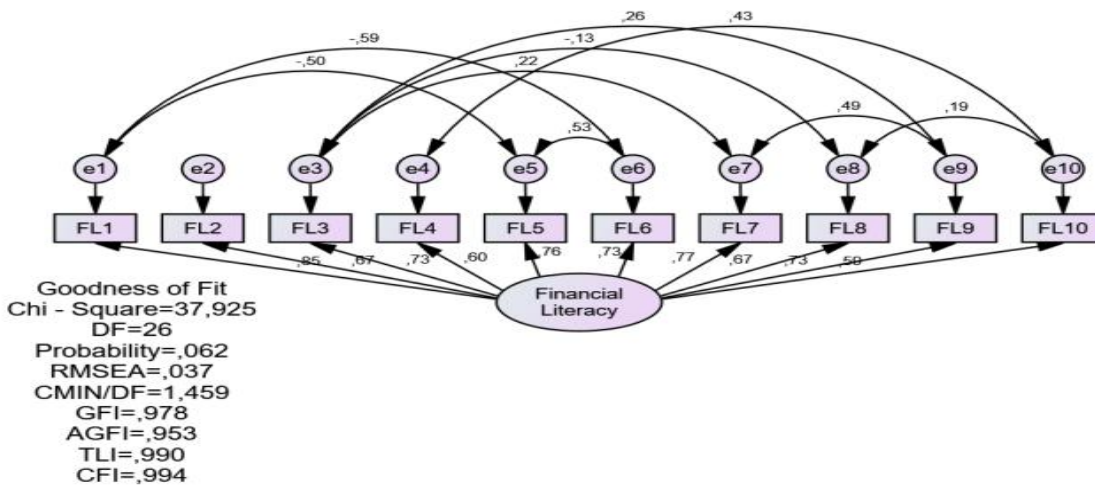 ,26
,43
-,59
-,13
-,50
,22
,49
,19
,53
e1 e2 e3 e4 e5 e6 e7 e8 e9 e10
FL1 FL2 FL3 FL4 FL5 FL6 FL7 FL8 FL9 FL10
,85 ,67 ,73 ,60 ,76 ,73 ,77 ,67 ,73
Financial
Literacy
Goodness of Fit
Chi - Square=37,925
DF=26
Probability=,062
RMSEA=,037
CMIN/DF=1,459
GFI=,978
AGFI=,953
TLI=,990
CFI=,994